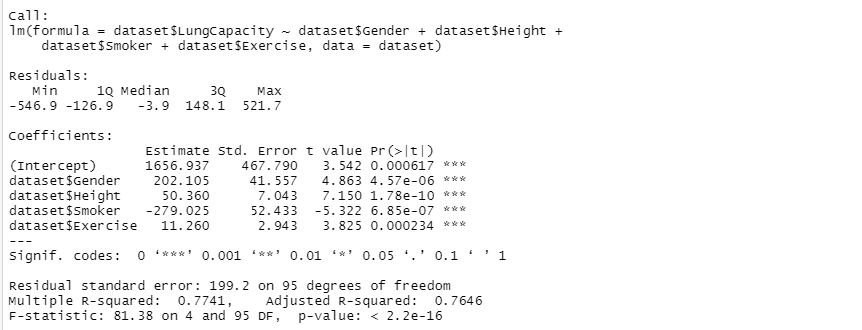 Call:
lm(formula = dataset$LungCapacity ~ dataset$Gender + dataset$Height +
    dataset$Smoker + dataset$Exercise, data = dataset)
Residuals:
   Min     1Q Median     3Q    Max
-546.9 -126.9   -3.9  148.1  521.7
Coefficients:
                 Estimate Std. Error t value Pr(>|t|)
(Intercept)      1656.937    467.790   3.542 0.000617 ***
dataset$Gender    202.105     41.557   4.863 4.57e-06 ***
dataset$Height     50.360      7.043   7.150 1.78e-10 ***
dataset$Smoker   -279.025     52.433  -5.322 6.85e-07 ***
dataset$Exercise   11.260      2.943   3.825 0.000234 ***
---
Signif. codes:  0 ‘***’ 0.001 ‘**’ 0.01 ‘*’ 0.05 ‘.’ 0.1 ‘ ’ 1
Residual standard error: 199.2 on 95 degrees of freedom
Multiple R-squared:  0.7741,    Adjusted R-squared:  0.7646
F-statistic: 81.38 on 4 and 95 DF,  p-value: < 2.2e-16